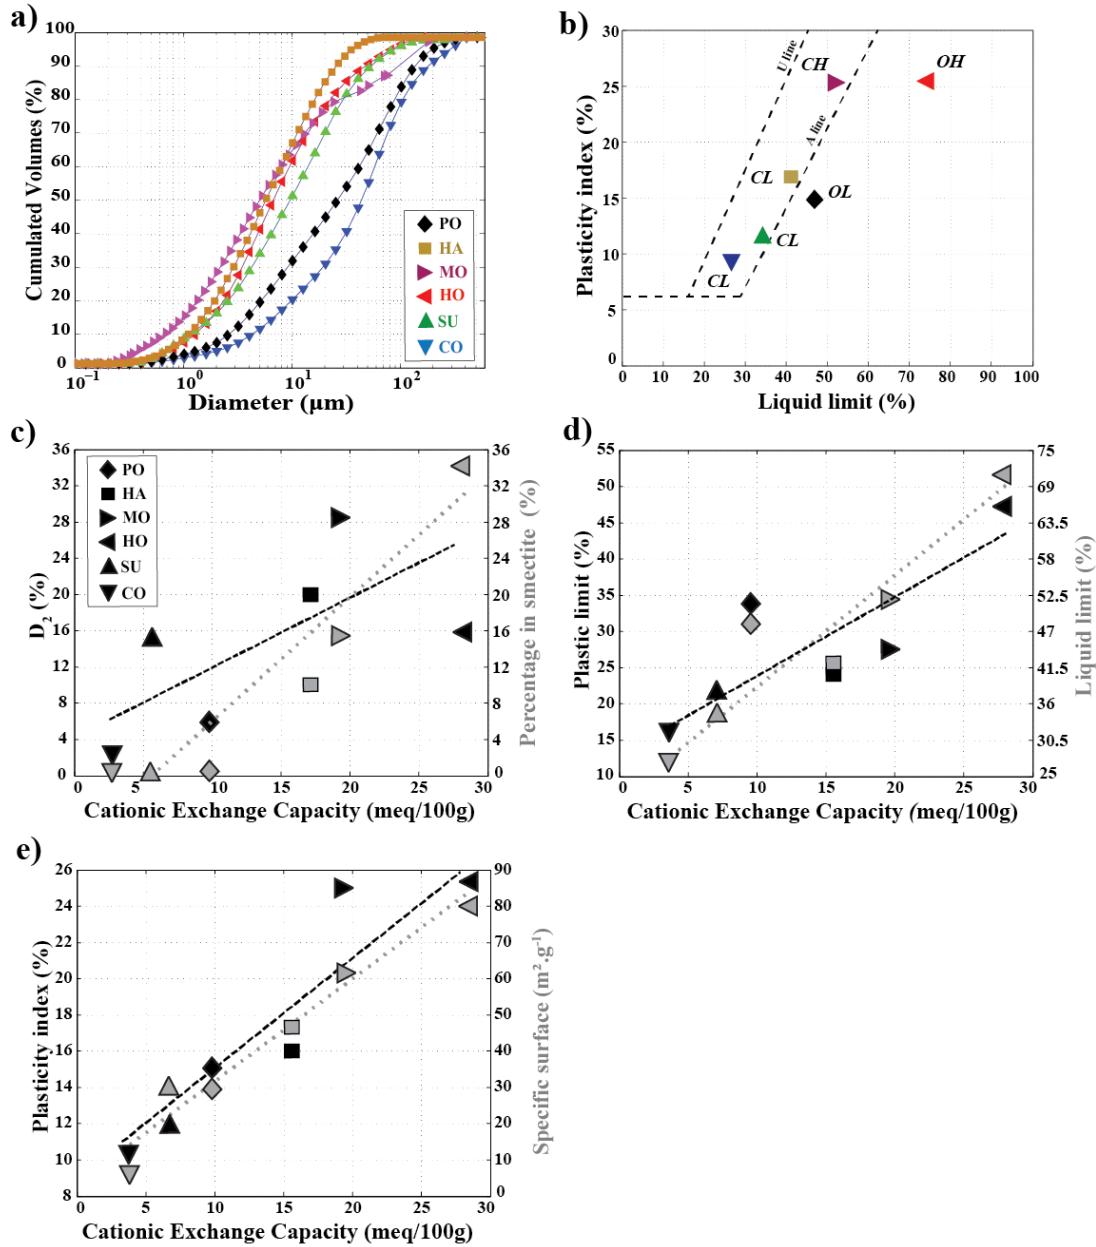 a)
Cumulated Volumes (%)
100
90
80
70
60
50
40
30
20
10
0
10⁻¹ 10⁰ 10¹ 10²
Diameter (µm)
PO
HA
MO
HO
SU
CO
b)
Plasticity index (%)
30
25
20
15
10
5
0
U line
A line
CH
OH
CL
OL
CL
CL
0 10 20 30 40 50 60 70 80 90 100
Liquid limit (%)
c)
D₂ (%)
36
32
28
24
20
16
12
8
4
0
PO
HA
MO
HO
SU
CO
36
32
28
24
20
16
12
8
4
0
Percentage in smectite (%)
0 5 10 15 20 25 30
Cationic Exchange Capacity (meq/100g)
d)
Plastic limit (%)
55
50
45
40
35
30
25
20
15
10
75
69
63.5
58
52.5
47
41.5
36
30.5
25
Liquid limit (%)
0 5 10 15 20 25 30
Cationic Exchange Capacity (meq/100g)
e)
Plasticity index (%)
26
24
22
20
18
16
14
12
10
8
90
80
70
60
50
40
30
20
10
0
Specific surface (m².g⁻¹)
5 10 15 20 25 30
Cationic Exchange Capacity (meq/100g)